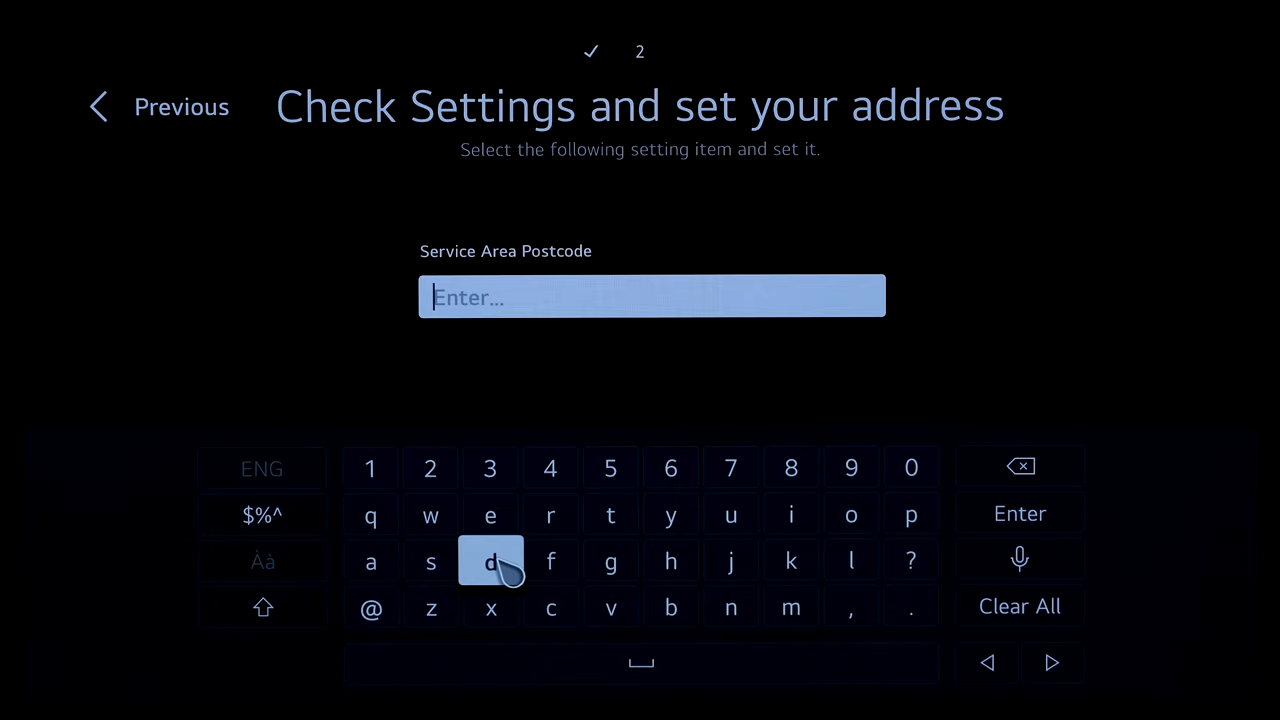 ✓ 2
Previous
Check Settings and set your address
Select the following setting item and set it.
Service Area Postcode
Enter...
ENG 1 2 3 4 5 6 7 8 9 0
$%^ q w e r t y u i o p Enter
Àà a s d f g h j k l ?
@ z x c v b n m , . Clear All